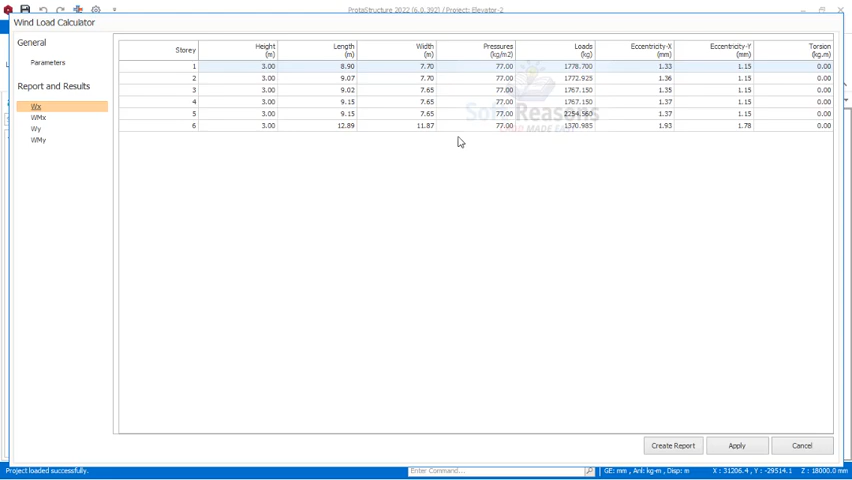 ProtaStructure 2022 (6.0.392) / Project: Elevator-2
Wind Load Calculator
General
Parameters
Report and Results
Wx
WMx
Wy
WMy
Storey Height (m) Length (m) Width (m) Pressures (kg/m2) Loads (kg) Eccentricity-X (mm) Eccentricity-Y (mm) Torsion (kg.m)
1 3.00 8.90 7.70 77.00 1778.700 1.33 1.15 0.00
2 3.00 9.07 7.70 77.00 1772.925 1.36 1.15 0.00
3 3.00 9.02 7.65 77.00 1767.150 1.35 1.15 0.00
4 3.00 9.15 7.65 77.00 1767.150 1.37 1.15 0.00
5 3.00 9.15 7.65 77.00 2254.560 1.37 1.15 0.00
6 3.00 12.89 11.87 77.00 1370.985 1.93 1.78 0.00
Create Report Apply Cancel
Project loaded successfully.
Enter Command...
GE: mm , Anl: kg-m , Disp: m
X : 31206.4 Y : -29514.1 Z : 18000.0 mm